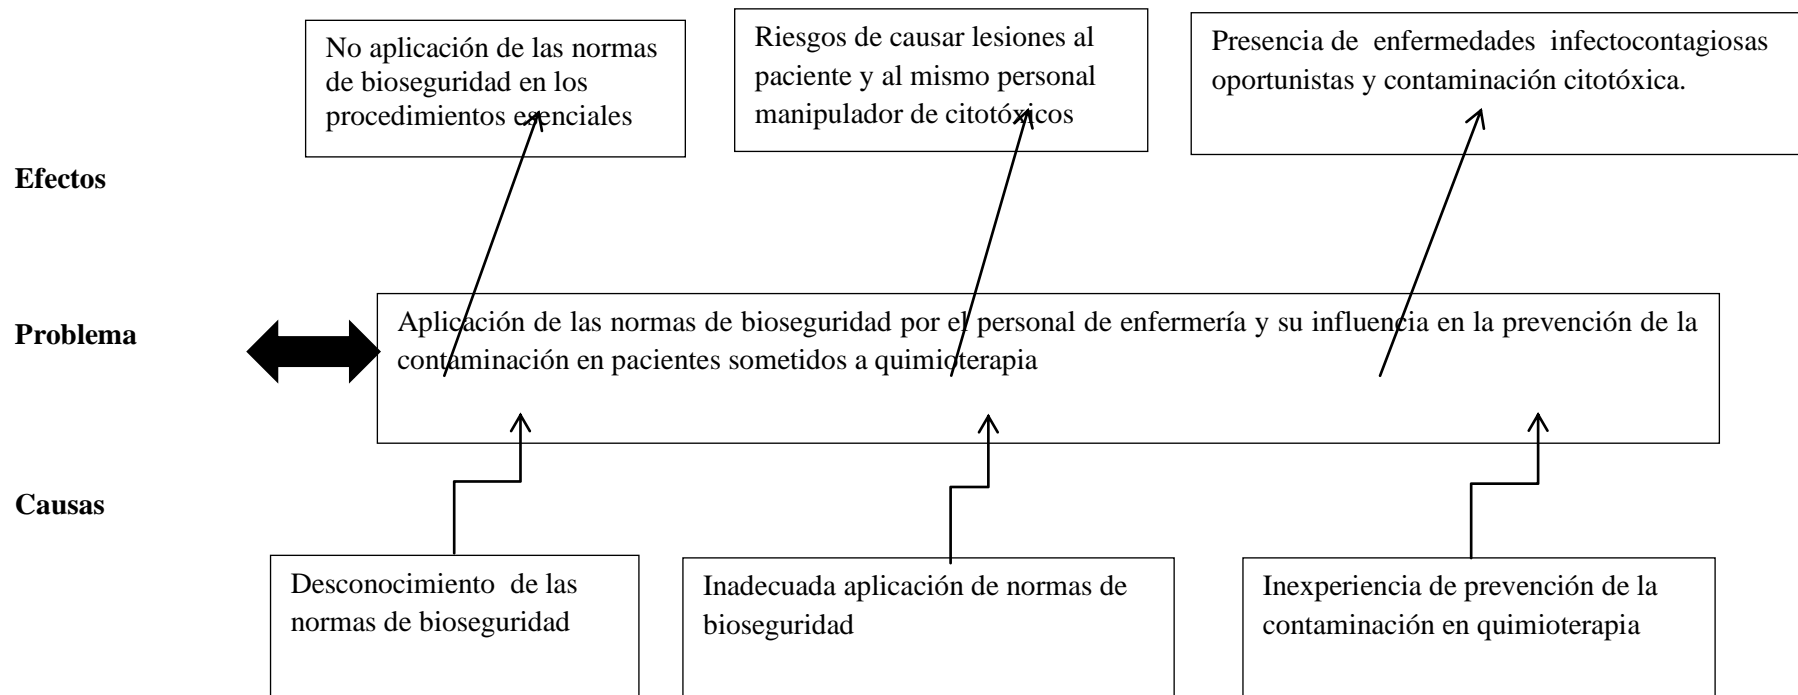 No aplicación de las normas
de bioseguridad en los
procedimientos esenciales
Riesgos de causar lesiones al
paciente y al mismo personal
manipulador de citotóxicos
Presencia de enfermedades infectocontagiosas
oportunistas y contaminación citotóxica.
Efectos
Problema
Aplicación de las normas de bioseguridad por el personal de enfermería y su influencia en la prevención de la
contaminación en pacientes sometidos a quimioterapia
Causas
Desconocimiento de las
normas de bioseguridad
Inadecuada aplicación de normas de
bioseguridad
Inexperiencia de prevención de la
contaminación en quimioterapia